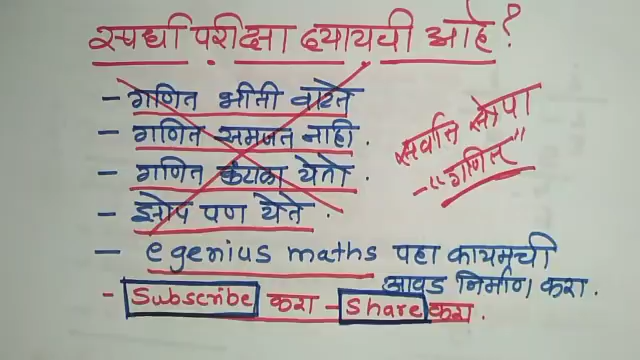 स्पर्धा परीक्षा द्यायची आहे?
- गणित भीती वाटते
- गणित समजत नाही.
- गणित कंटाळा येतो.
- झोप पण येते.
सर्वात सोपा
- "गणित"
- egenius maths पहा कायमची
आवड निर्माण करा.
- Subscribe करा - Share करा.